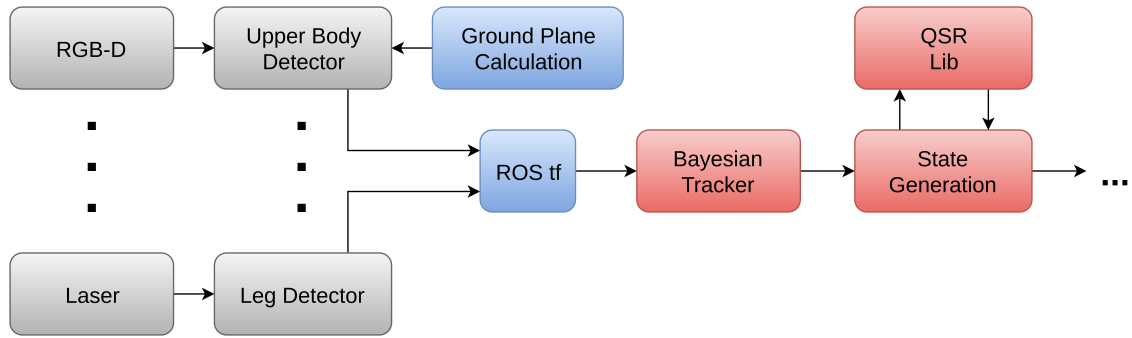 RGB-D
Upper Body
Detector
Ground Plane
Calculation
QSR
Lib
ROS tf
Bayesian
Tracker
State
Generation
...
Laser
Leg Detector